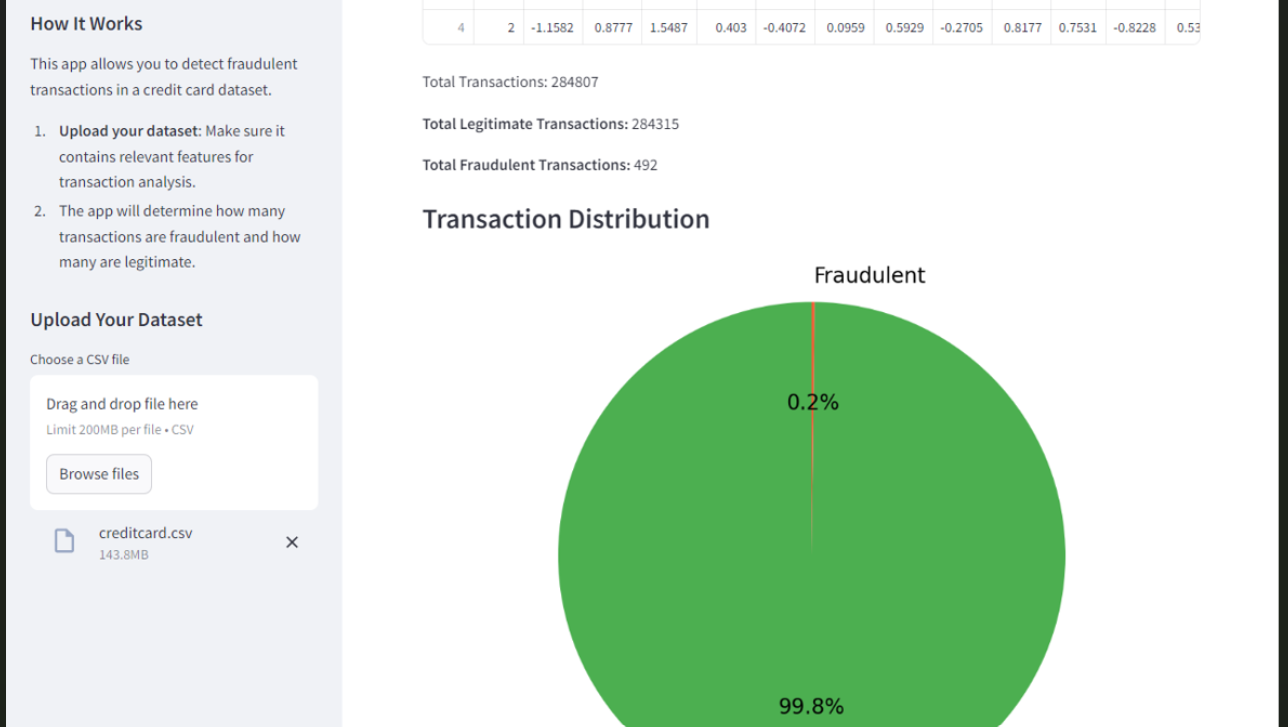 How It Works
This app allows you to detect fraudulent
transactions in a credit card dataset.
1. Upload your dataset: Make sure it
contains relevant features for
transaction analysis.
2. The app will determine how many
transactions are fraudulent and how
many are legitimate.
Upload Your Dataset
Choose a CSV file
Drag and drop file here
Limit 200MB per file • CSV
Browse files
creditcard.csv
143.8MB
4 2 -1.1582 0.8777 1.5487 0.403 -0.4072 0.0959 0.5929 -0.2705 0.8177 0.7531 -0.8228 0.53
Total Transactions: 284807
Total Legitimate Transactions: 284315
Total Fraudulent Transactions: 492
Transaction Distribution
Fraudulent
0.2%
99.8%